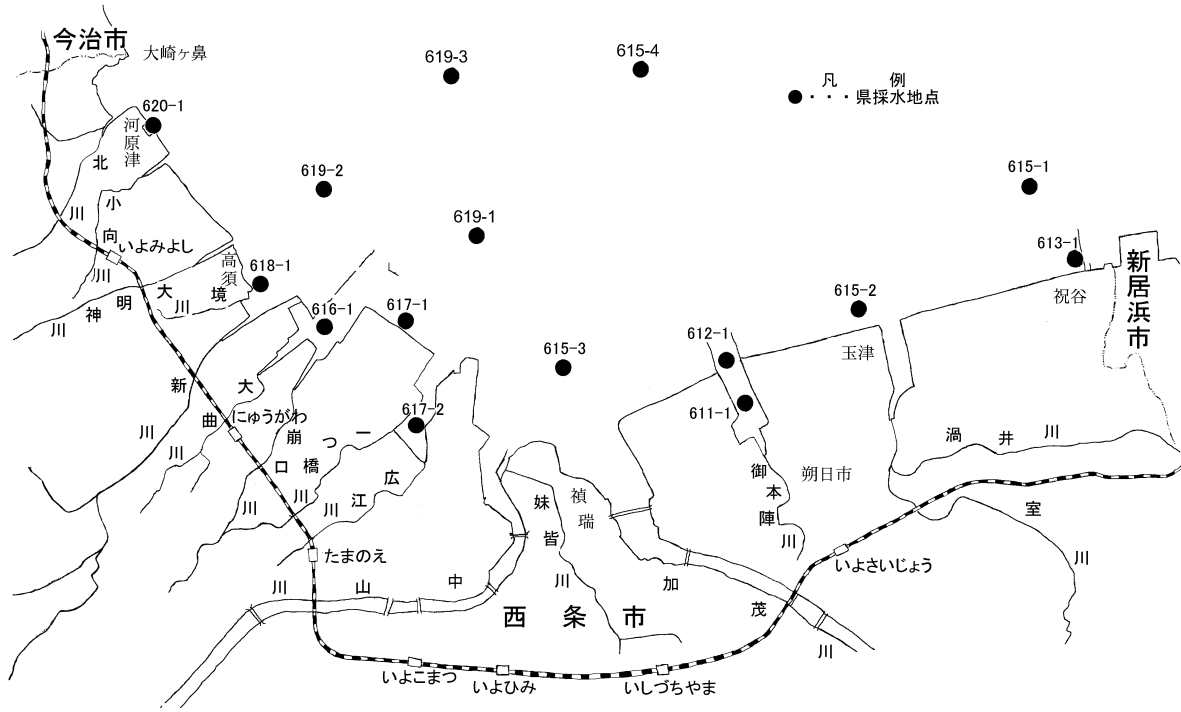 今治市
大崎ヶ鼻
619-3
615-4
凡　例
●・・・県採水地点
620-1
河原津
北川
619-2
615-1
小向川
619-1
いよみよし
613-1
新居浜市
高須
618-1
大明神川
境川
祝谷
616-1
617-1
615-2
612-1
玉津
615-3
新川
大曲川
にゅうがわ
617-2
611-1
崩口川
一つ橋川
広江川
渦井川
御本陣川
朔日市
禎瑞
妹皆川
室川
たまのえ
いよさいじょう
中山川
加茂川
西条市
いよこまつ
いよひみ
いしづちやま